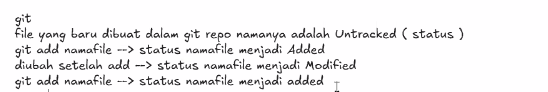 git
file yang baru dibuat dalam git repo namanya adalah Untracked ( status )
git add namafile --> status namafile menjadi Added
diubah setelah add --> status namafile menjadi Modified
git add namafile --> status namafile menjadi added